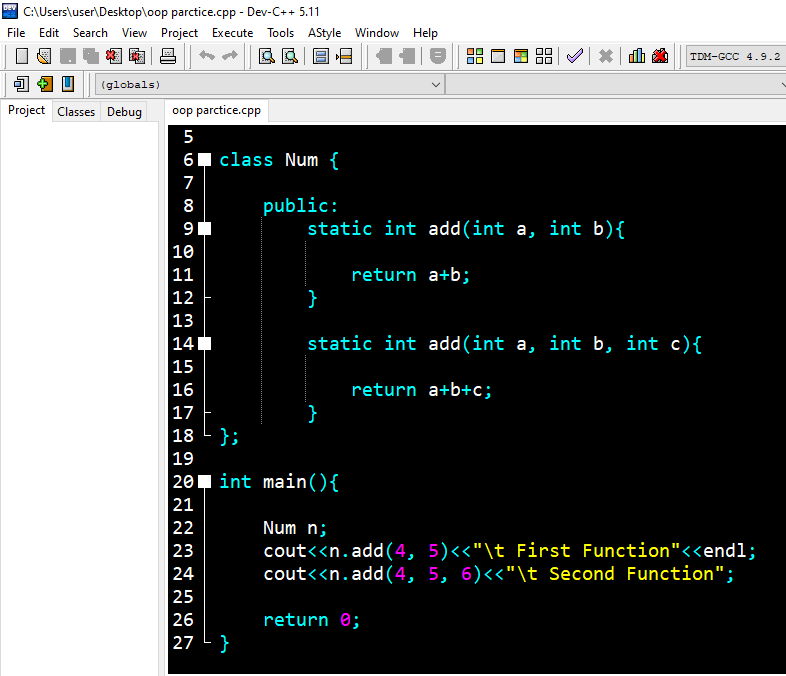 C:\Users\user\Desktop\oop parctice.cpp - Dev-C++ 5.11
File Edit Search View Project Execute Tools AStyle Window Help
TDM-GCC 4.9.2
(globals)
Project Classes Debug
oop parctice.cpp
5
6 class Num {
7
8 public:
9 static int add(int a, int b){
10
11 return a+b;
12 }
13
14 static int add(int a, int b, int c){
15
16 return a+b+c;
17 }
18 };
19
20 int main(){
21
22 Num n;
23 cout<<n.add(4, 5)<<"\t First Function"<<endl;
24 cout<<n.add(4, 5, 6)<<"\t Second Function";
25
26 return 0;
27 }